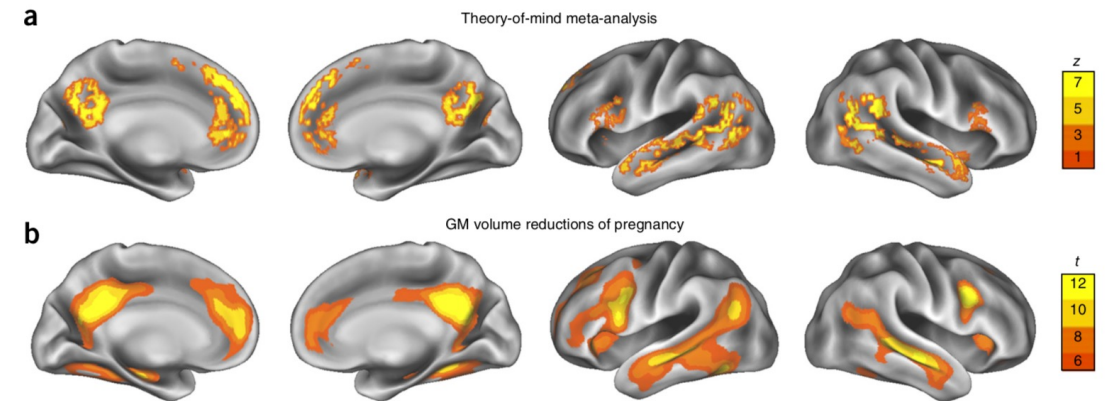 a
Theory-of-mind meta-analysis
z
7
5
3
1
b
GM volume reductions of pregnancy
t
12
10
8
6